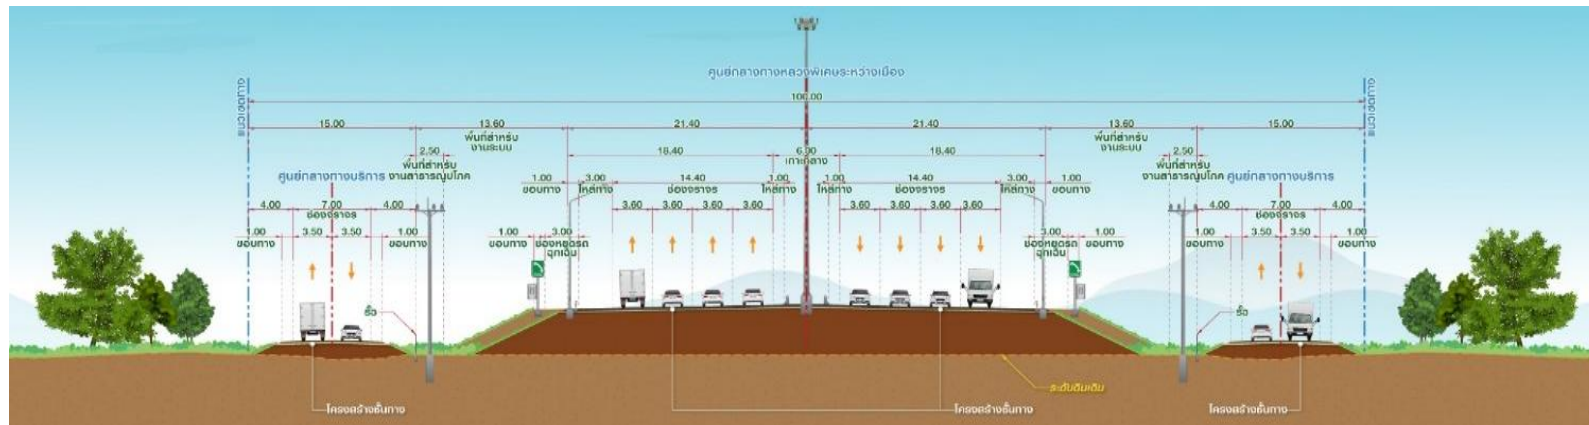 ศูนย์กลางทางหลวงพิเศษระหว่างเมือง
แนวเขตทาง
แนวเขตทาง
100.00
15.00 13.60 21.40 21.40 13.60 15.00
พื้นที่สำหรับ
งานระบบ
พื้นที่สำหรับ
งานระบบ
2.50 18.40 6.00 18.40 2.50
เกาะกลาง
พื้นที่สำหรับ
งานสาธารณูปโภค
พื้นที่สำหรับ
งานสาธารณูปโภค
ศูนย์กลางทางบริการ
ศูนย์กลางทางบริการ
1.00 3.00 14.40 1.00 1.00 14.40 3.00 1.00
ขอบทาง ไหล่ทาง ช่องจราจร ไหล่ทาง ไหล่ทาง ช่องจราจร ไหล่ทาง ขอบทาง
4.00 7.00 4.00 3.60 3.60 3.60 3.60 3.60 3.60 3.60 3.60 4.00 7.00 4.00
ช่องจราจร
ช่องจราจร
1.00 3.50 3.50 1.00 1.00 3.00 3.00 1.00 1.00 3.50 3.50 1.00
ขอบทาง ขอบทาง ขอบทาง ช่องหยุดรถ ช่องหยุดรถ ขอบทาง ขอบทาง ขอบทาง
ฉุกเฉิน ฉุกเฉิน
รั้ว รั้ว
ระดับดินเดิม
โครงสร้างชั้นทาง โครงสร้างชั้นทาง โครงสร้างชั้นทาง